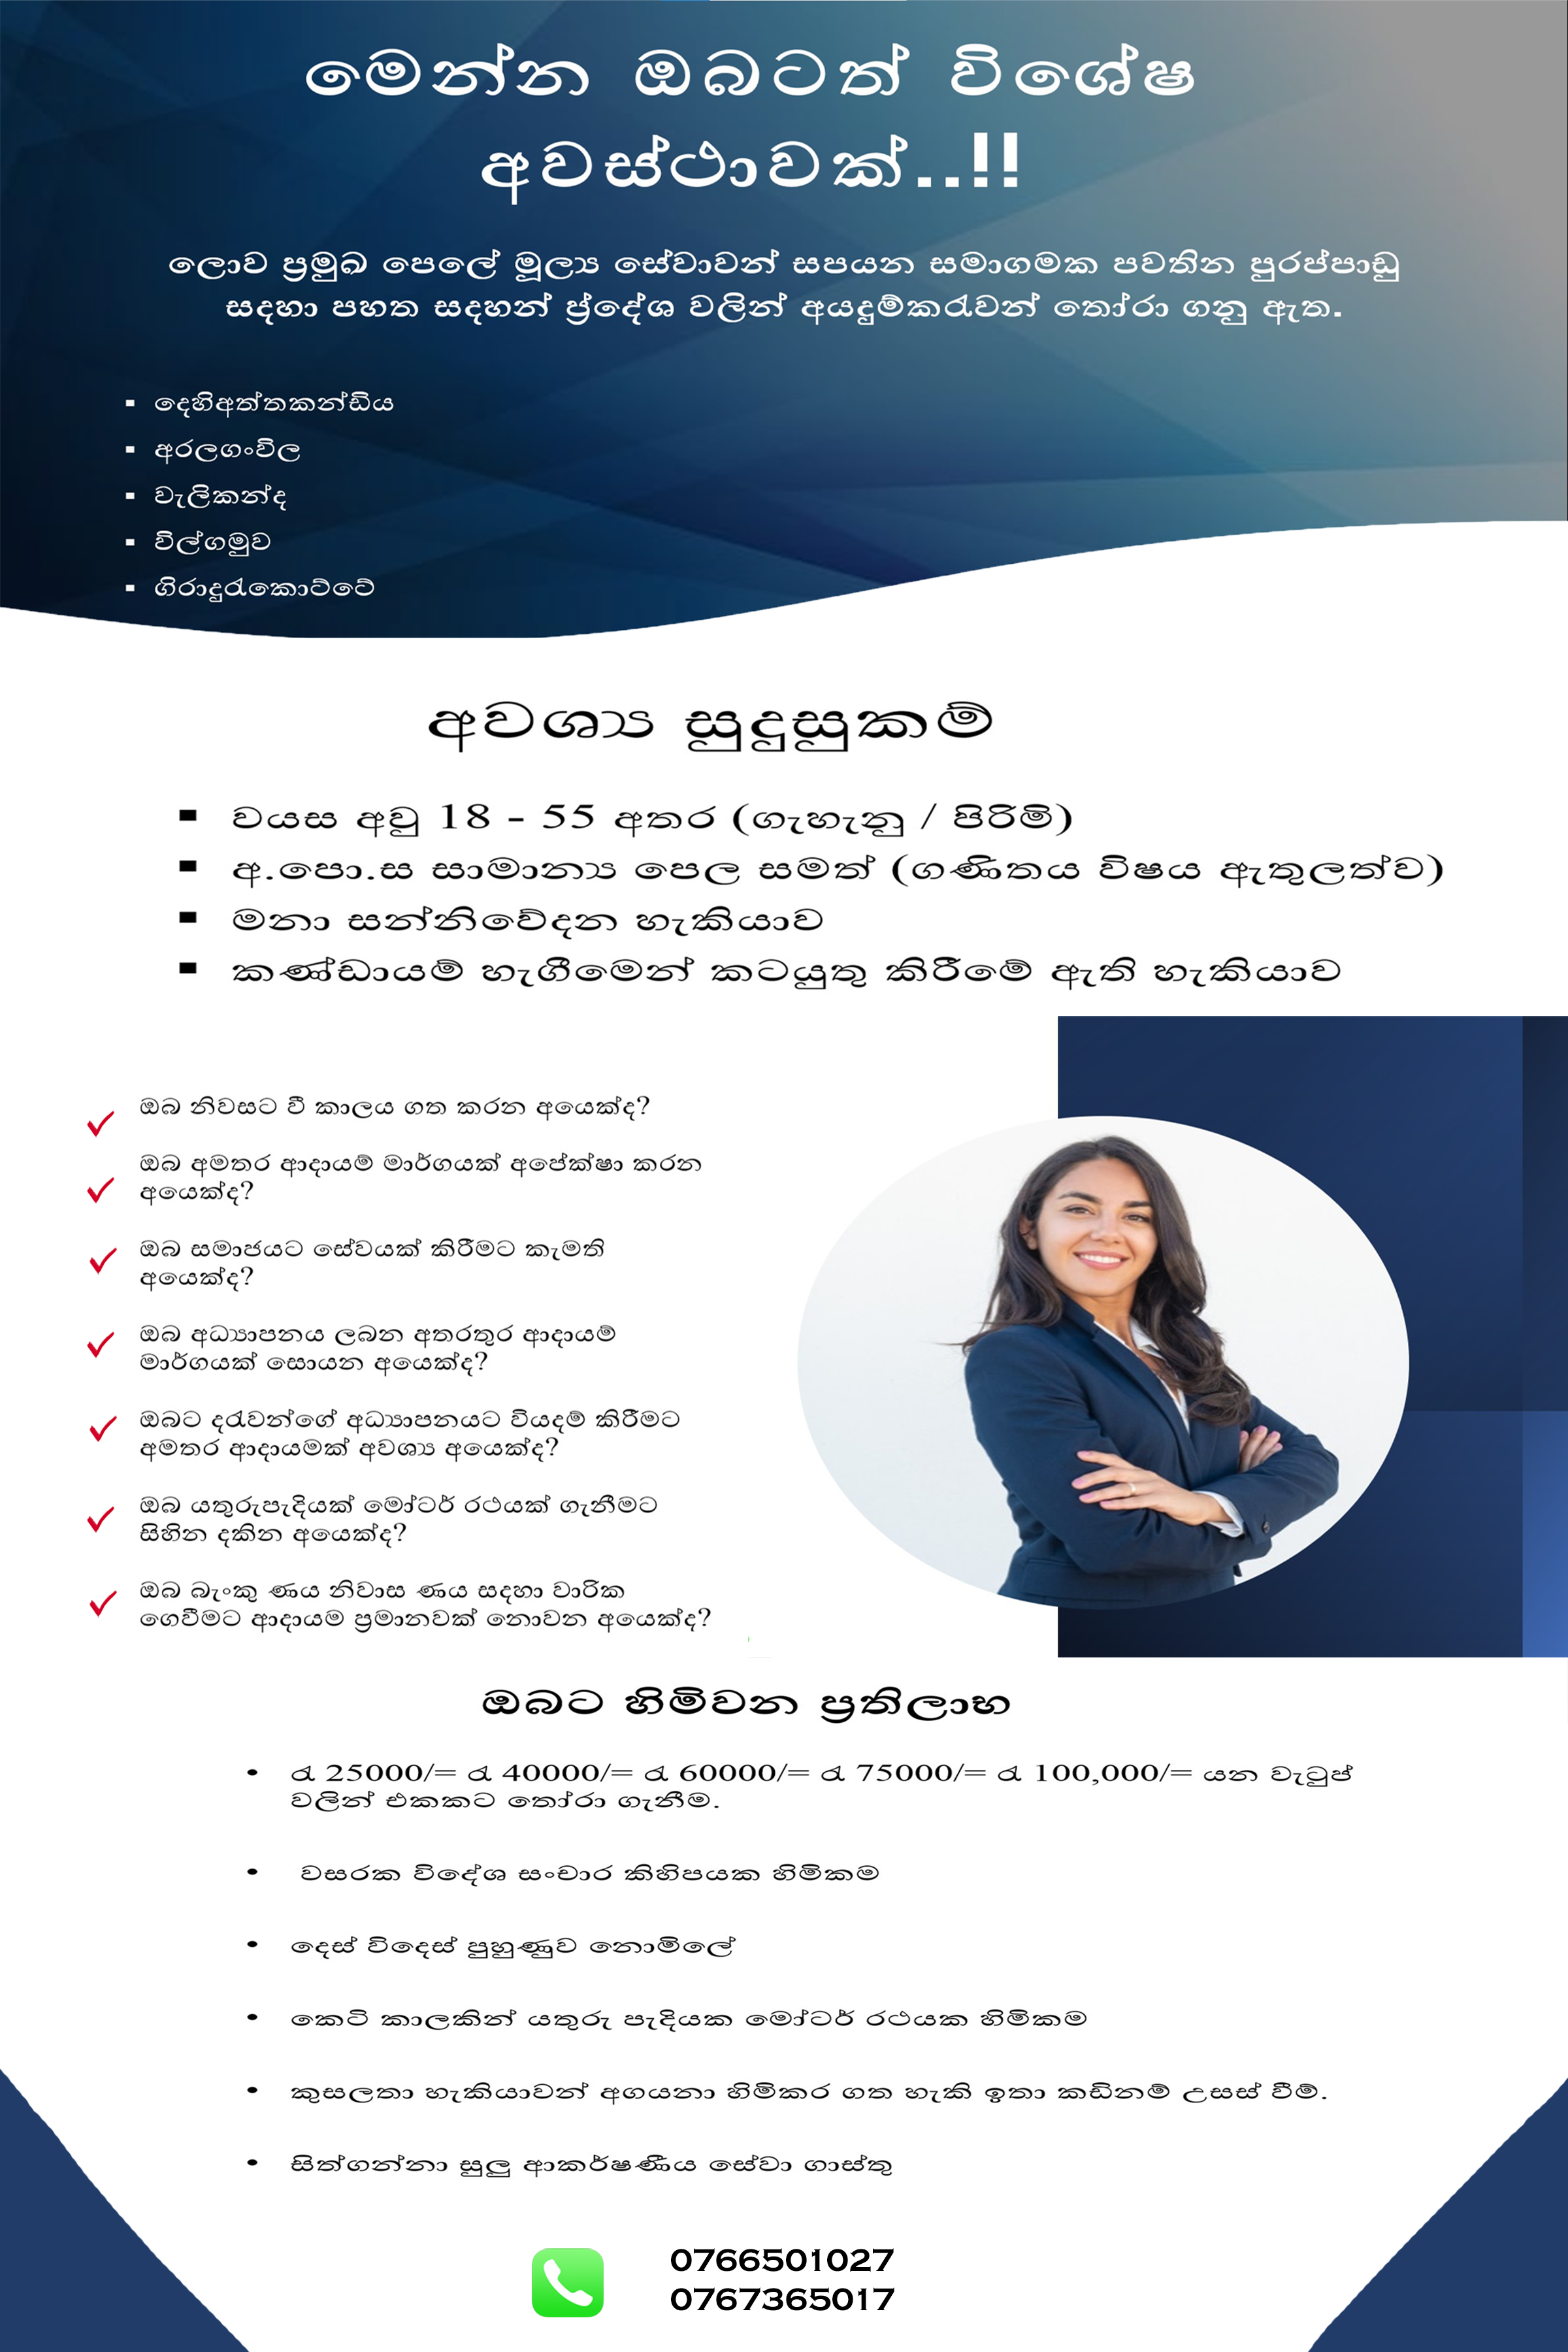 මෙන්න ඔබටත් විශේෂ
අවස්ථාවක්..!!
ලොව ප්‍රමුඛ පෙලේ මූල්‍ය සේවාවන් සපයන සමාගමක පවතින පුරප්පාඩු
සඳහා පහත සඳහන් ප්‍රදේශ වලින් අයදුම්කරුවන් තෝරා ගනු ඇත.
▪ දෙහිඅත්තකන්ඩිය
▪ අරලගංවිල
▪ වැලිකන්ද
▪ විල්ගමුව
▪ ගිරාදුරුකොට්ටේ
අවශ්‍ය සුදුසුකම්
▪ වයස අවු 18 - 55 අතර (ගැහැනු / පිරිමි)
▪ අ.පො.ස සාමාන්‍ය පෙල සමත් (ගණිතය විෂය ඇතුලත්ව)
▪ මනා සන්නිවේදන හැකියාව
▪ කණ්ඩායම් හැගීමෙන් කටයුතු කිරීමේ ඇති හැකියාව
ඔබ නිවසට වී කාලය ගත කරන අයෙක්ද?
ඔබ අමතර ආදායම් මාර්ගයක් අපේක්ෂා කරන
අයෙක්ද?
ඔබ සමාජයට සේවයක් කිරීමට කැමති
අයෙක්ද?
ඔබ අධ්‍යාපනය ලබන අතරතුර ආදායම්
මාර්ගයක් සොයන අයෙක්ද?
ඔබට දරුවන්ගේ අධ්‍යාපනයට වියදම් කිරීමට
අමතර ආදායමක් අවශ්‍ය අයෙක්ද?
ඔබ යතුරුපැදියක් මෝටර් රථයක් ගැනීමට
සිහින දකින අයෙක්ද?
ඔබ බැංකු ණය නිවාස ණය සදහා වාරික
ගෙවීමට ආදායම ප්‍රමානවක් නොවන අයෙක්ද?
ඔබට හිමිවන ප්‍රතිලාභ
• රු 25000/= රු 40000/= රු 60000/= රු 75000/= රු 100,000/= යන වැටුප්
වලින් එකකට තෝරා ගැනීම.
• වසරක විදේශ සංචාර කිහිපයක හිමිකම
• දෙස් විදෙස් පුහුණුව නොමිලේ
• කෙටි කාලකින් යතුරු පැදියක මෝටර් රථයක හිමිකම
• කුසලතා හැකියාවන් අගයනා හිමිකර ගත හැකි ඉතා කඩිනම් උසස් වීම්.
• සිත්ගන්නා සුලු ආකර්ෂණීය සේවා ගාස්තු
0766501027
0767365017